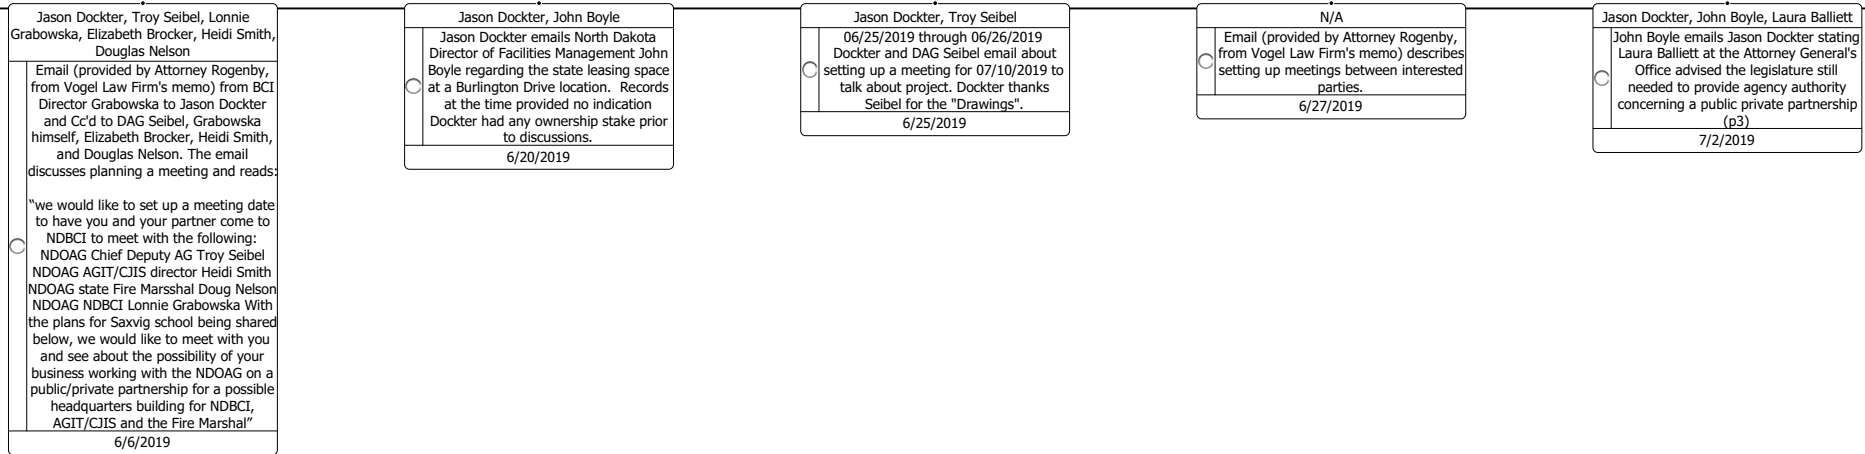 Jason Dockter, Troy Seibel, Lonnie
Grabowska, Elizabeth Brocker, Heidi Smith,
Douglas Nelson
Email (provided by Attorney Rogenby,
from Vogel Law Firm's memo) from BCI
Director Grabowska to Jason Dockter
and Cc'd to DAG Seibel, Grabowska
himself, Elizabeth Brocker, Heidi Smith,
and Douglas Nelson. The email
discusses planning a meeting and reads:
“we would like to set up a meeting date
to have you and your partner come to
NDBCI to meet with the following:
NDOAG Chief Deputy AG Troy Seibel
NDOAG AGIT/CJIS director Heidi Smith
NDOAG state Fire Marsshal Doug Nelson
NDOAG NDBCI Lonnie Grabowska With
the plans for Saxvig school being shared
below, we would like to meet with you
and see about the possibility of your
business working with the NDOAG on a
public/private partnership for a possible
headquarters building for NDBCI,
AGIT/CJIS and the Fire Marshal”
6/6/2019
Jason Dockter, John Boyle
Jason Dockter emails North Dakota
Director of Facilities Management John
Boyle regarding the state leasing space
at a Burlington Drive location. Records
at the time provided no indication
Dockter had any ownership stake prior
to discussions.
6/20/2019
Jason Dockter, Troy Seibel
06/25/2019 through 06/26/2019
Dockter and DAG Seibel email about
setting up a meeting for 07/10/2019 to
talk about project. Dockter thanks
Seibel for the "Drawings".
6/25/2019
N/A
Email (provided by Attorney Rogenby,
from Vogel Law Firm's memo) describes
setting up meetings between interested
parties.
6/27/2019
Jason Dockter, John Boyle, Laura Balliett
John Boyle emails Jason Dockter stating
Laura Balliett at the Attorney General's
Office advised the legislature still
needed to provide agency authority
concerning a public private partnership
(p3)
7/2/2019